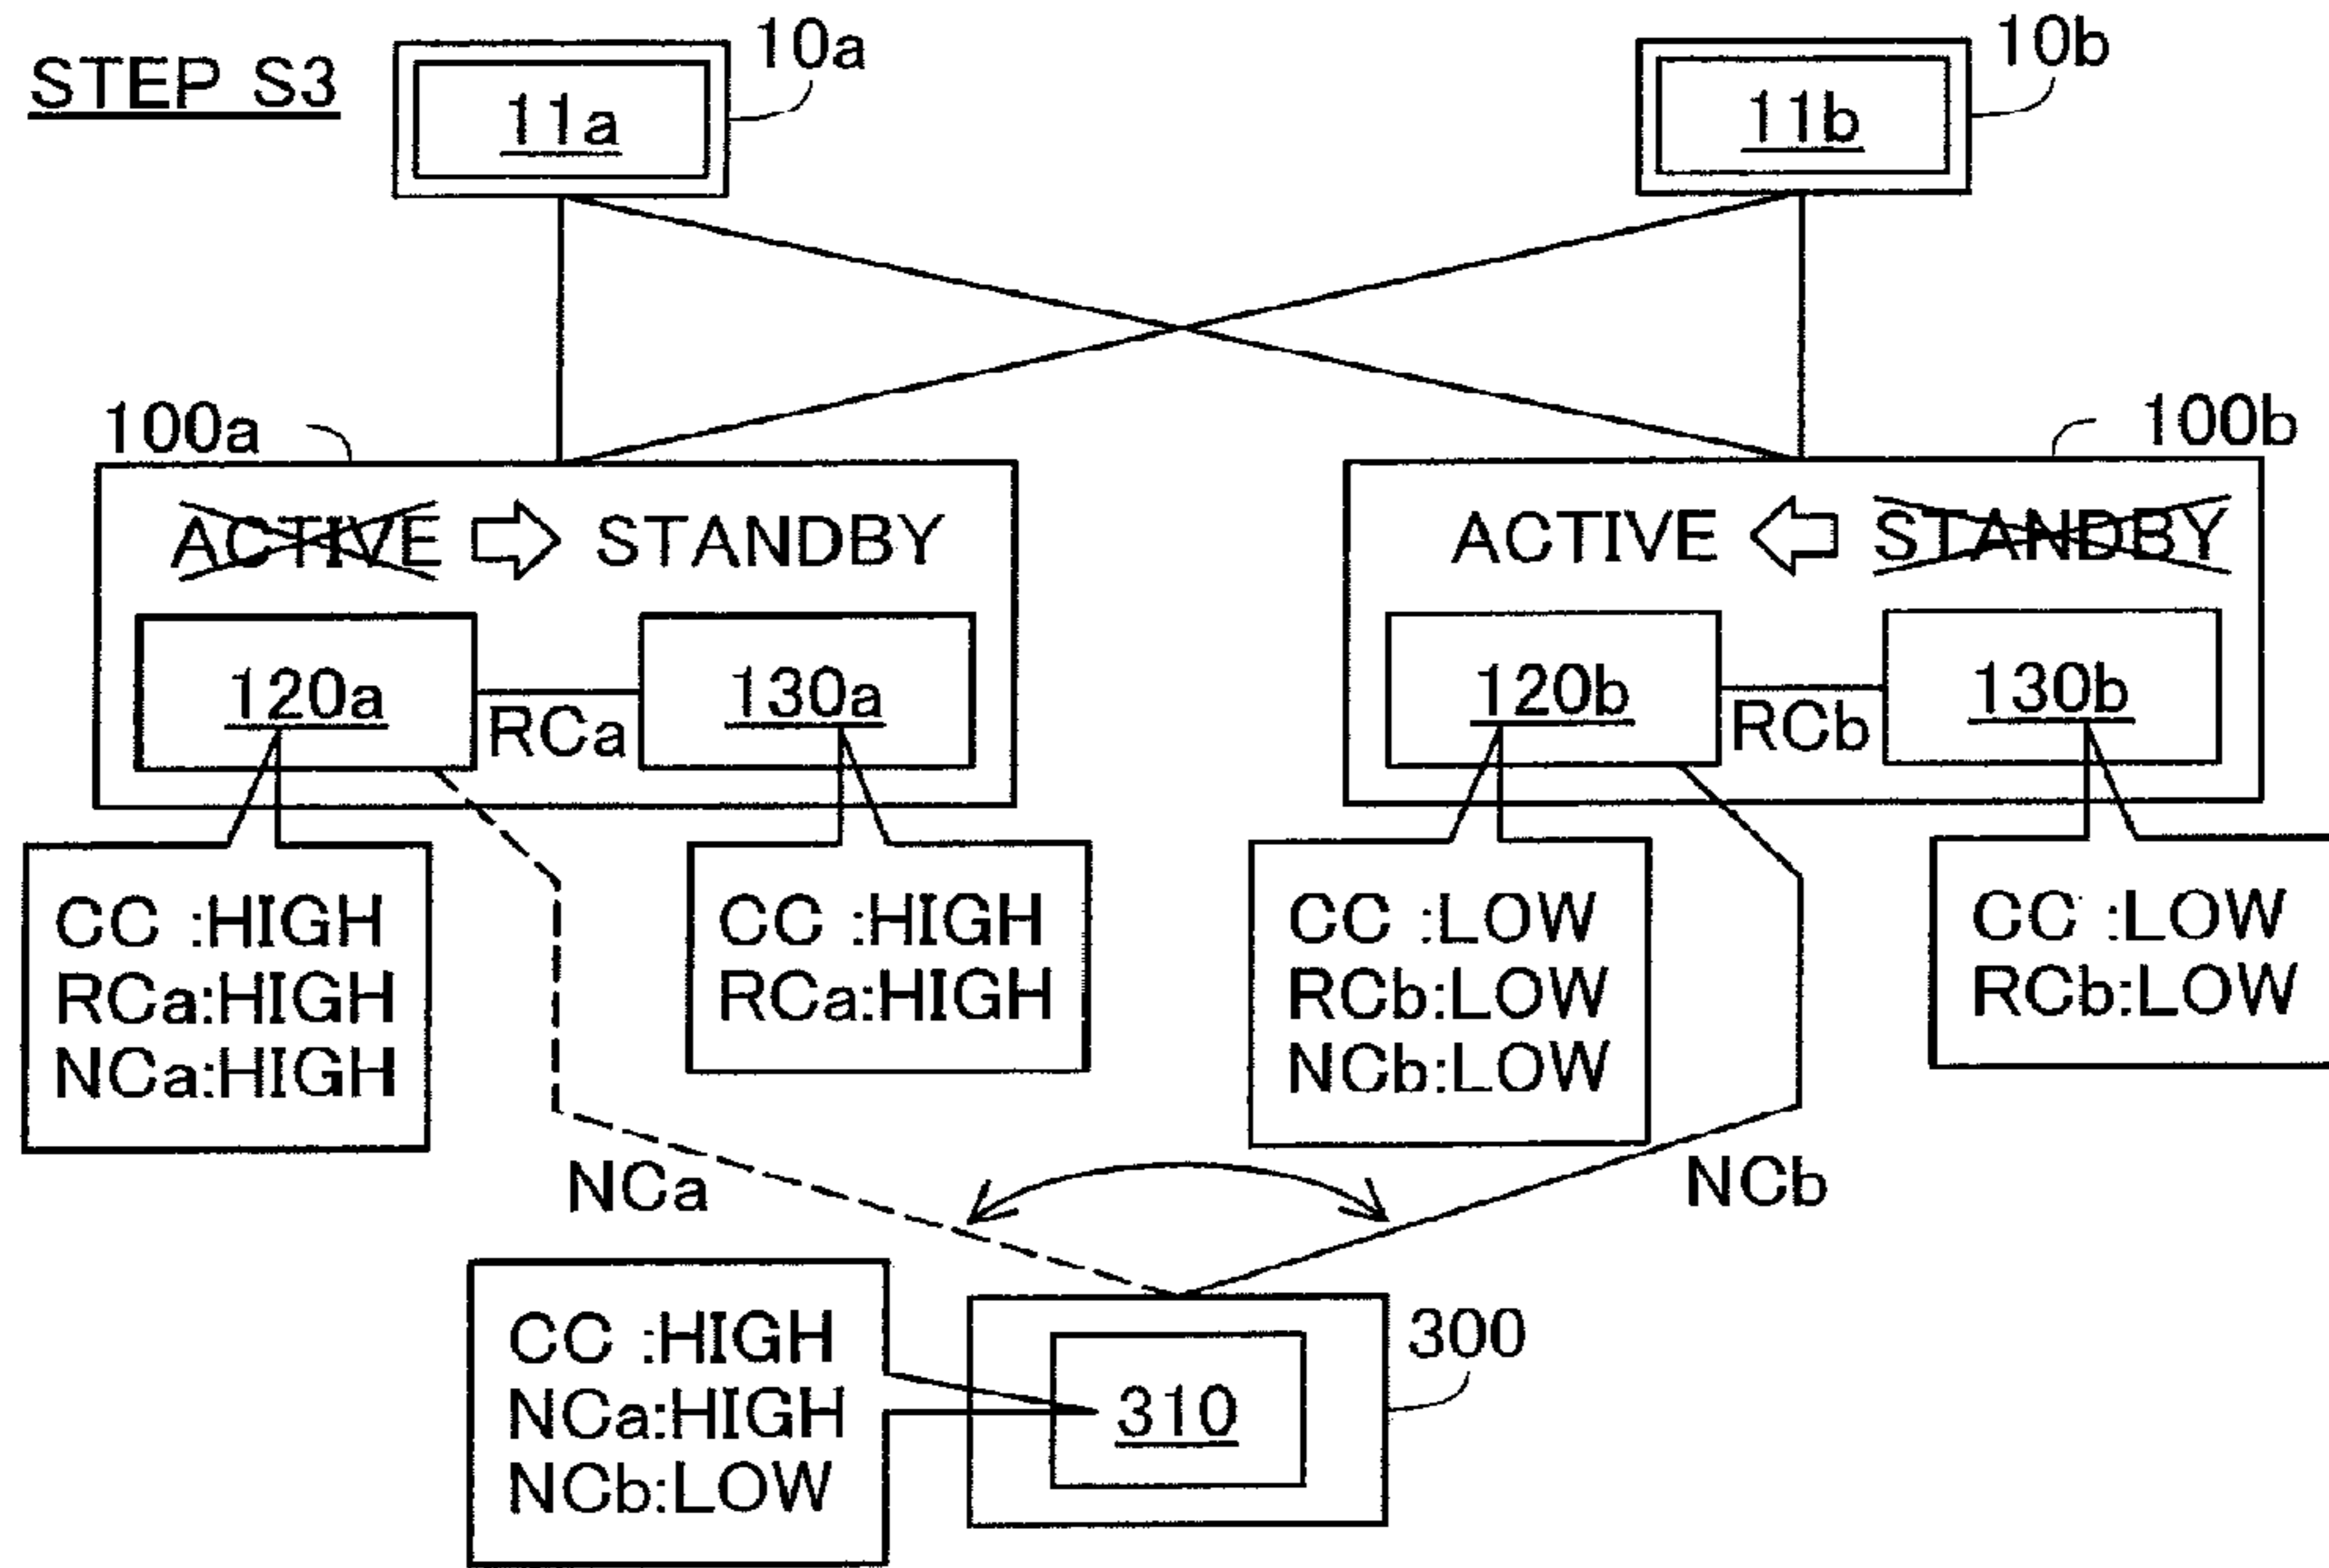 STEP S3
10a
10b
11a
11b
100a
100b
ACTIVE STANDBY
ACTIVE STANDBY
120a
RCa
130a
120b
RCb
130b
CC :HIGH
RCa:HIGH
NCa:HIGH
CC :HIGH
RCa:HIGH
CC :LOW
RCb:LOW
NCb:LOW
CC :LOW
RCb:LOW
NCa
NCb
CC :HIGH
NCa:HIGH
NCb:LOW
310
300